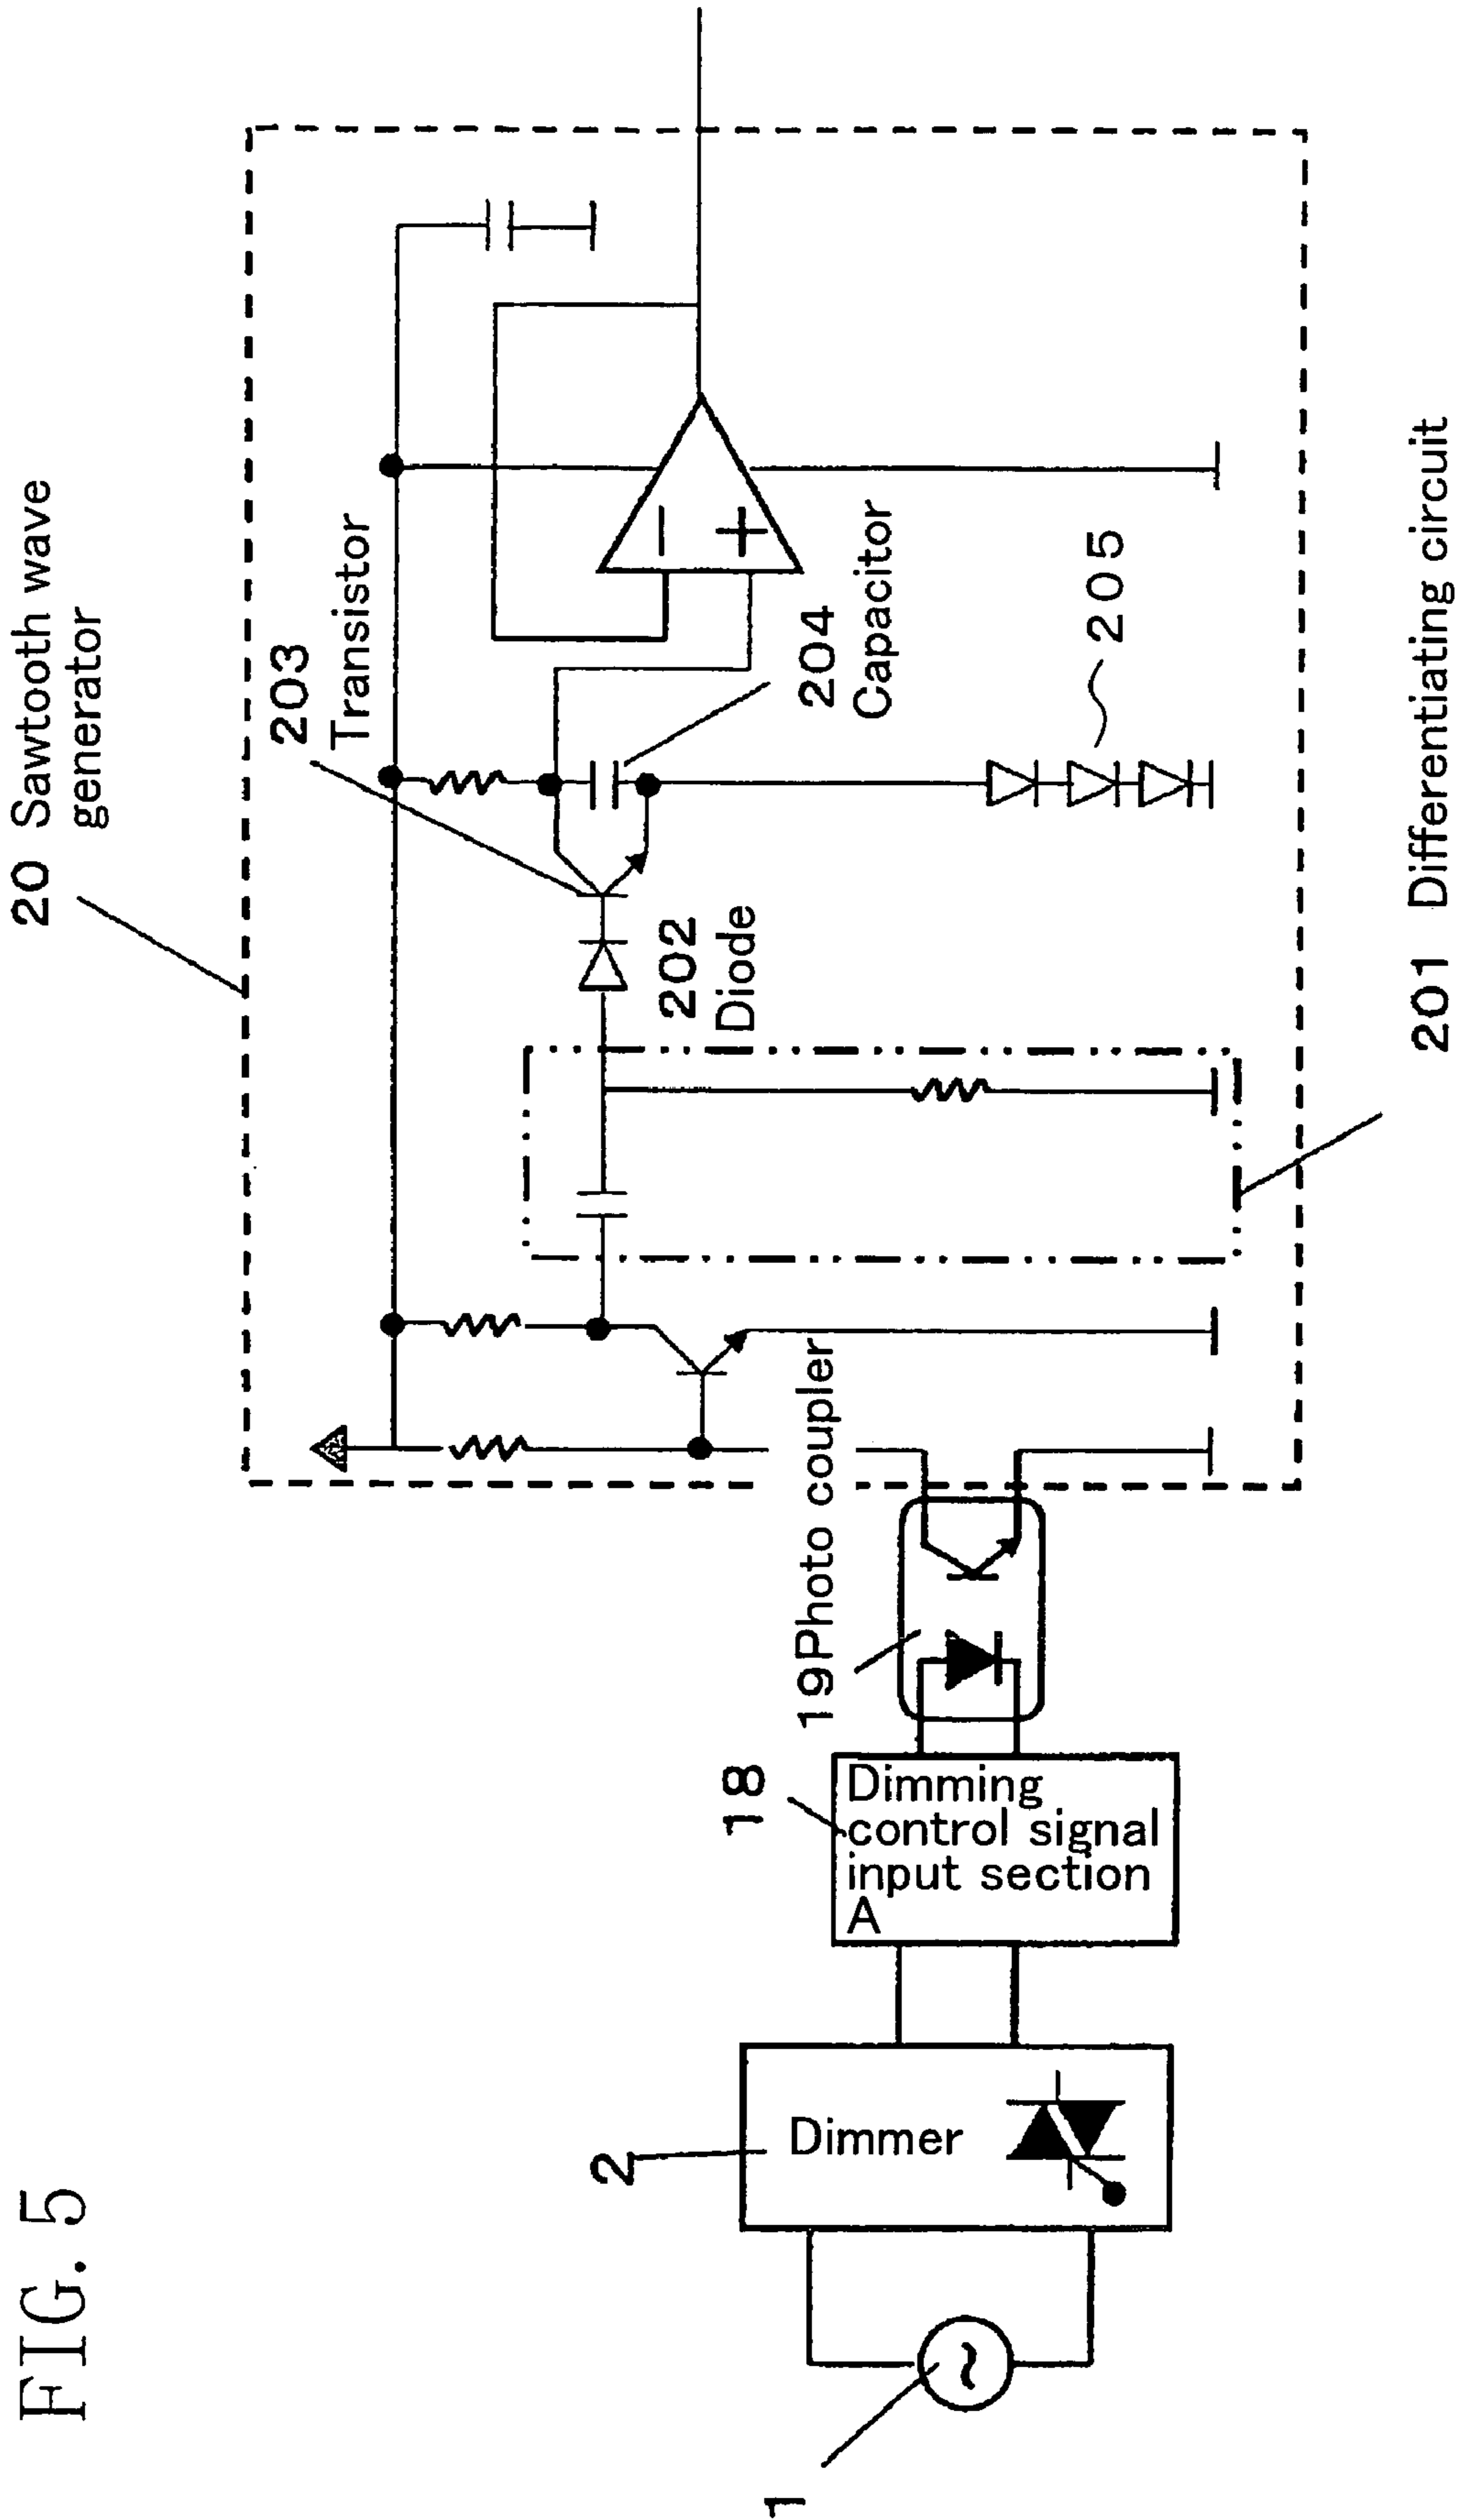 FIG. 5
20 Sawtooth wave
generator
203
Transistor
204
Capacitor
205
202
Diode
201 Differentiating circuit
19Photo coupler
18
Dimming
control signal
input section
A
2
Dimmer
1